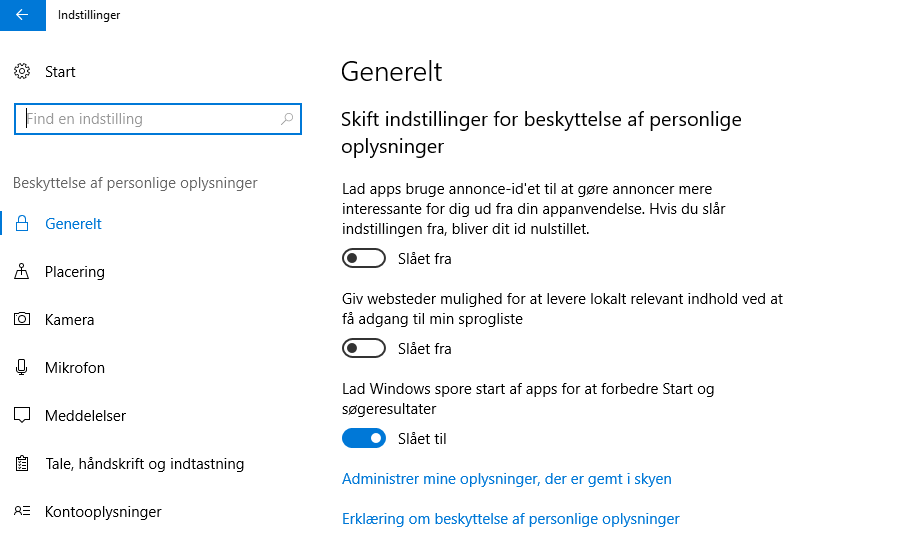 Indstillinger
Start
Find en indstilling
Beskyttelse af personlige oplysninger
Generelt
Placering
Kamera
Mikrofon
Meddelelser
Tale, håndskrift og indtastning
Kontooplysninger
Generelt
Skift indstillinger for beskyttelse af personlige
oplysninger
Lad apps bruge annonce-id'et til at gøre annoncer mere
interessante for dig ud fra din appanvendelse. Hvis du slår
indstillingen fra, bliver dit id nulstillet.
Slået fra
Giv websteder mulighed for at levere lokalt relevant indhold ved at
få adgang til min sprogliste
Slået fra
Lad Windows spore start af apps for at forbedre Start og
søgeresultater
Slået til
Administrer mine oplysninger, der er gemt i skyen
Erklæring om beskyttelse af personlige oplysninger